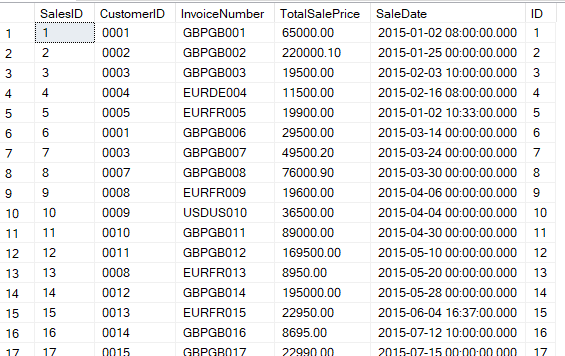 SalesID CustomerID InvoiceNumber TotalSalePrice SaleDate ID
1 1 0001 GBPGB001 65000.00 2015-01-02 08:00:00.000 1
2 2 0002 GBPGB002 220000.10 2015-01-25 00:00:00.000 2
3 3 0003 GBPGB003 19500.00 2015-02-03 10:00:00.000 3
4 4 0004 EURDE004 11500.00 2015-02-16 08:00:00.000 4
5 5 0005 EURFR005 19900.00 2015-01-02 10:33:00.000 5
6 6 0001 GBPGB006 29500.00 2015-03-14 00:00:00.000 6
7 7 0003 GBPGB007 49500.20 2015-03-24 00:00:00.000 7
8 8 0007 GBPGB008 76000.90 2015-03-30 00:00:00.000 8
9 9 0008 EURFR009 19600.00 2015-04-06 00:00:00.000 9
10 10 0009 USDUS010 36500.00 2015-04-04 00:00:00.000 10
11 11 0010 GBPGB011 89000.00 2015-04-30 00:00:00.000 11
12 12 0011 GBPGB012 169500.00 2015-05-10 00:00:00.000 12
13 13 0008 EURFR013 8950.00 2015-05-20 00:00:00.000 13
14 14 0012 GBPGB014 195000.00 2015-05-28 00:00:00.000 14
15 15 0013 EURFR015 22950.00 2015-06-04 16:37:00.000 15
16 16 0014 GBPGB016 8695.00 2015-07-12 10:00:00.000 16
17 17 0015 GBPGB017 22990.00 2015-07-15 00:00:00.000 17